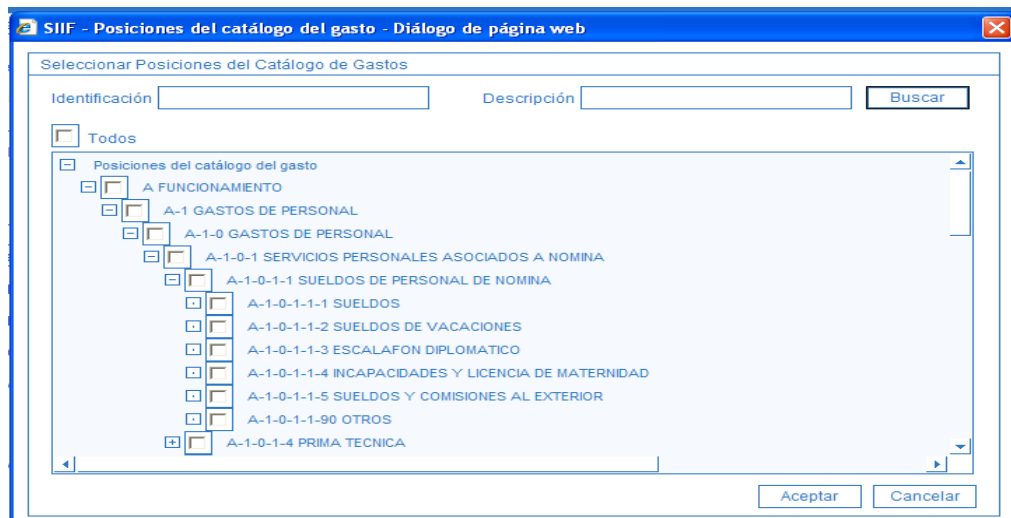 SIIF - Posiciones del catálogo del gasto - Diálogo de página web
Seleccionar Posiciones del Catálogo de Gastos
Identificación Descripción Buscar
Todos
Posiciones del catálogo del gasto
A FUNCIONAMIENTO
A-1 GASTOS DE PERSONAL
A-1-0 GASTOS DE PERSONAL
A-1-0-1 SERVICIOS PERSONALES ASOCIADOS A NOMINA
A-1-0-1-1 SUELDOS DE PERSONAL DE NOMINA
A-1-0-1-1-1 SUELDOS
A-1-0-1-1-2 SUELDOS DE VACACIONES
A-1-0-1-1-3 ESCALAFON DIPLOMATICO
A-1-0-1-1-4 INCAPACIDADES Y LICENCIA DE MATERNIDAD
A-1-0-1-1-5 SUELDOS Y COMISIONES AL EXTERIOR
A-1-0-1-1-90 OTROS
A-1-0-1-4 PRIMA TECNICA
Aceptar Cancelar